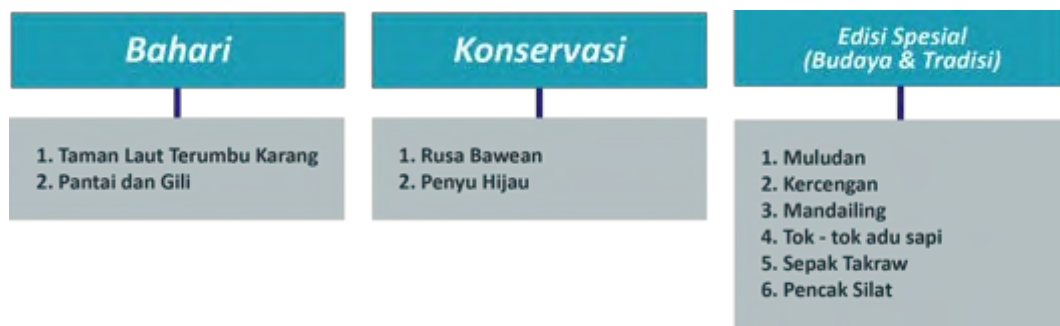 Bahari
1. Taman Laut Terumbu Karang
2. Pantai dan Gili
Konservasi
1. Rusa Bawean
2. Penyu Hijau
Edisi Spesial
(Budaya & Tradisi)
1. Muludan
2. Kercengan
3. Mandailing
4. Tok - tok adu sapi
5. Sepak Takraw
6. Pencak Silat